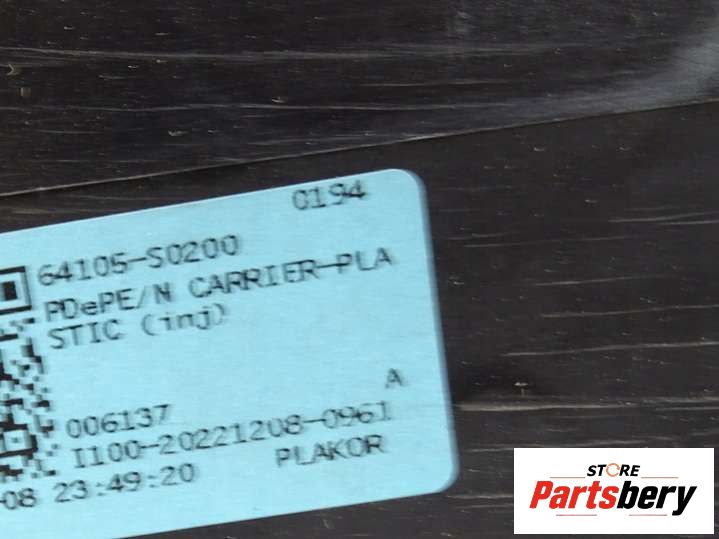 0194
64105-S0200
PDePE/N CARRIER-PLA
STIC (inj)
A
006137
I100-20221208-0961
-08 23:49:20 PLAKOR
STORE
Partsbery